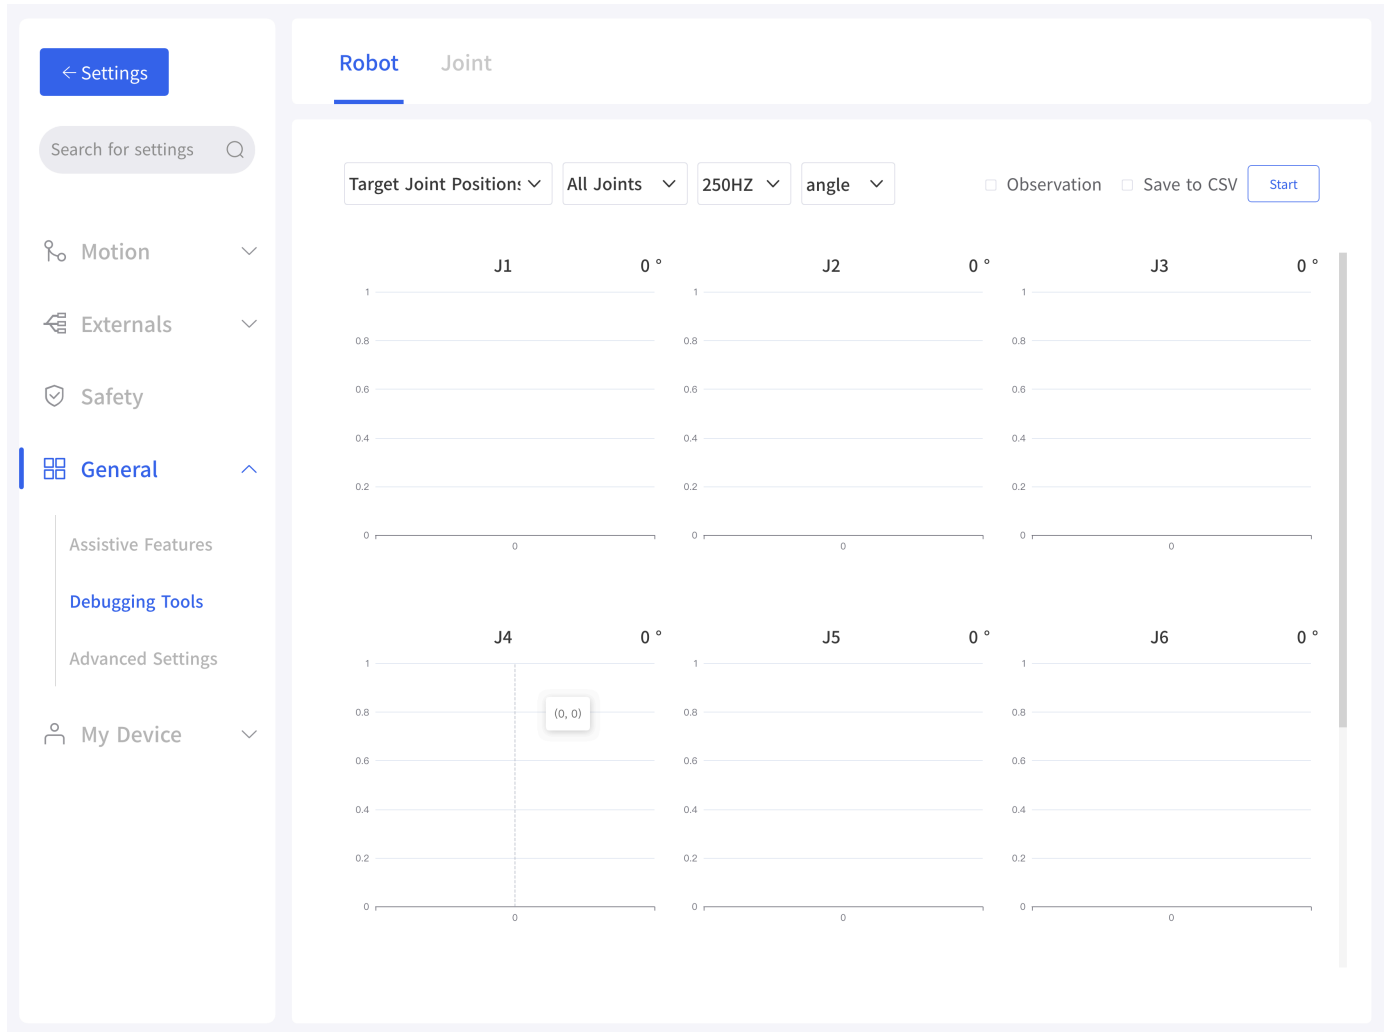 ← Settings
Search for settings
Motion
Externals
Safety
General
Assistive Features
Debugging Tools
Advanced Settings
My Device
Robot Joint
Target Joint Positions All Joints 250HZ angle Observation Save to CSV Start
J1 0 ° J2 0 ° J3 0 °
1 1 1
0.8 0.8 0.8
0.6 0.6 0.6
0.4 0.4 0.4
0.2 0.2 0.2
0 0 0
0 0 0
J4 0 ° J5 0 ° J6 0 °
1 1 1
0.8 (0, 0) 0.8 0.8
0.6 0.6 0.6
0.4 0.4 0.4
0.2 0.2 0.2
0 0 0
0 0 0